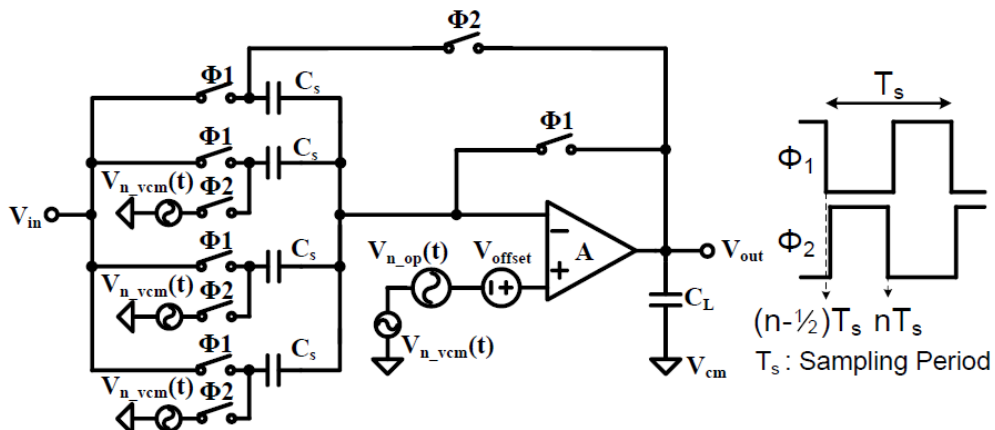 Φ2
Φ1
Cs
Φ1
Ts
Φ1
Cs
Φ1
Vn_vcm(t)
Φ2
Vin
Φ1
Cs
Vn_op(t)
Voffset
−
A
+
Vout
Φ2
Vn_vcm(t)
Φ2
CL
Φ1
Cs
Vn_vcm(t)
(n-½)Ts nTs
Vn_vcm(t)
Φ2
Vcm
Ts : Sampling Period